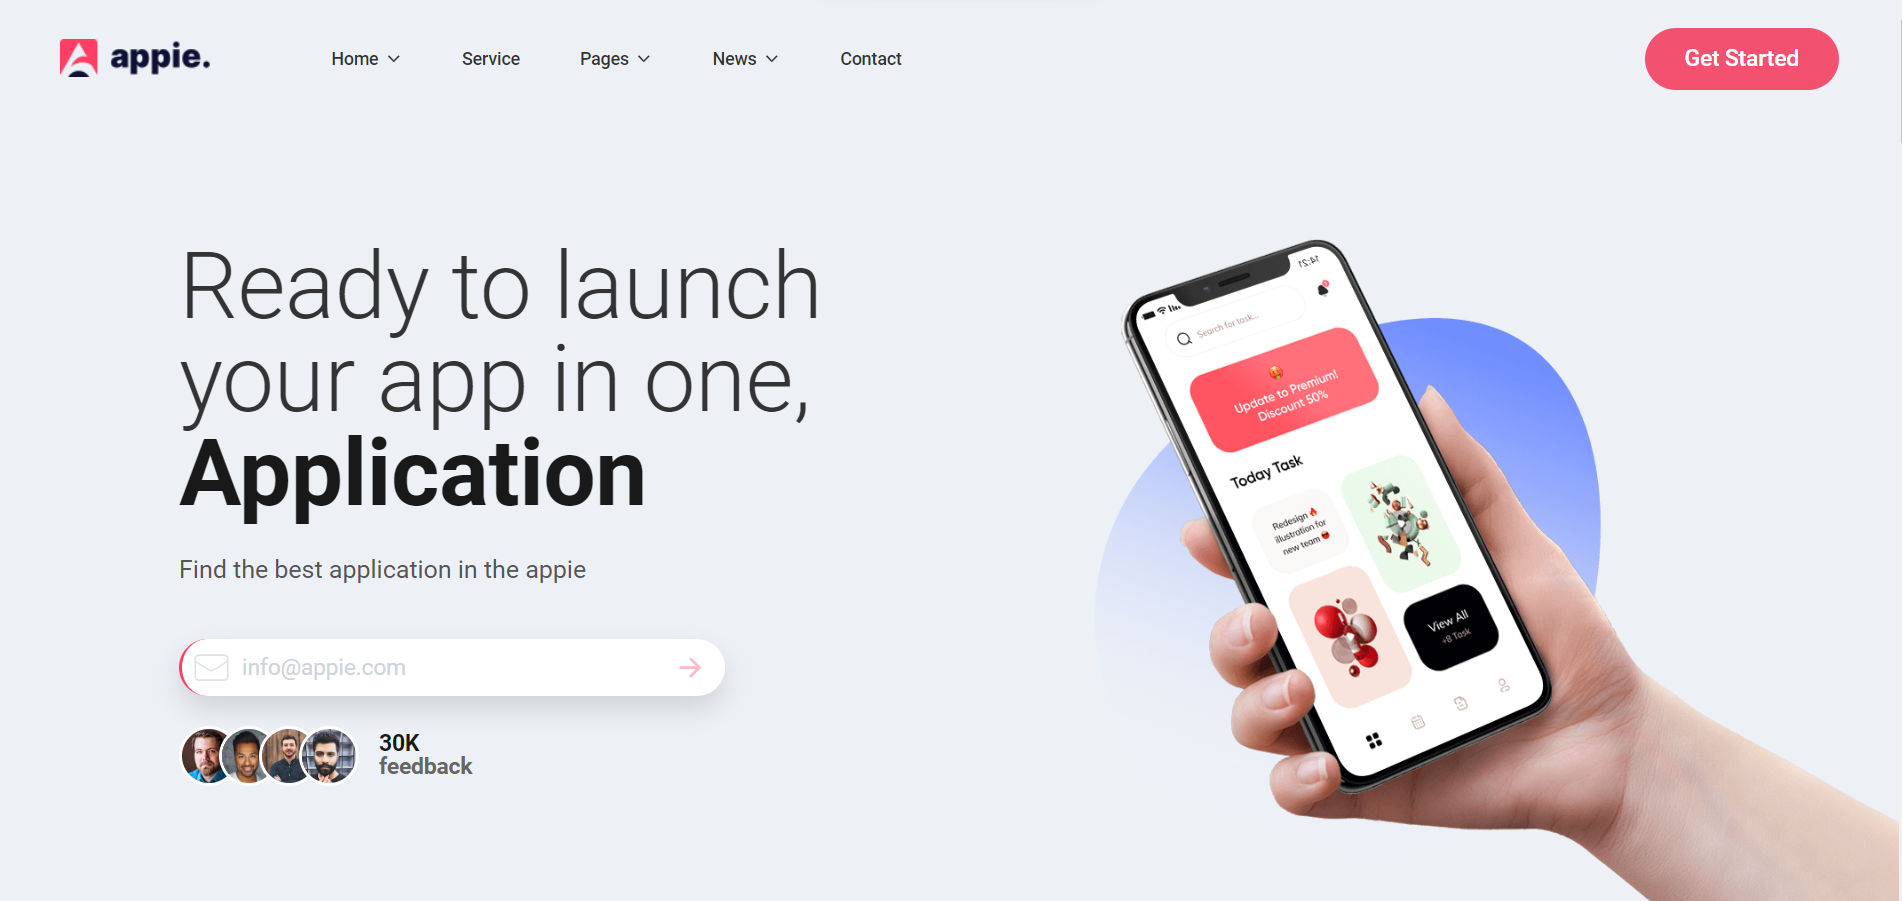 appie.
Home
Service
Pages
News
Contact
Get Started
Ready to launch
your app in one,
Application
Find the best application in the appie
info@appie.com
30K
feedback
14:21
Search for task...
Update to Premium!
Discount 50%
Today Task
Redesign 🔥
illustration for
new team
View All
+8 Task